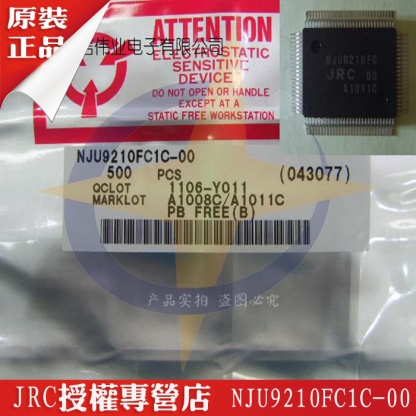 原裝
正品
ATTENTION
伟业电子有限公司
ELECTROSTATIC
SENSITIVE
DEVICE
DO NOT OPEN OR HANDLE
EXCEPT AT A
STATIC FREE WORKSTATION
NJU9210FC
JRC 00
A1011C
NJU9210FC1C-00
500 PCS (043077)
QCLOT 1106-Y011
MARKLOT A1008C/A1011C
PB FREE(B)
产品实拍 盗图必究
JRC授權專營店 NJU9210FC1C-00